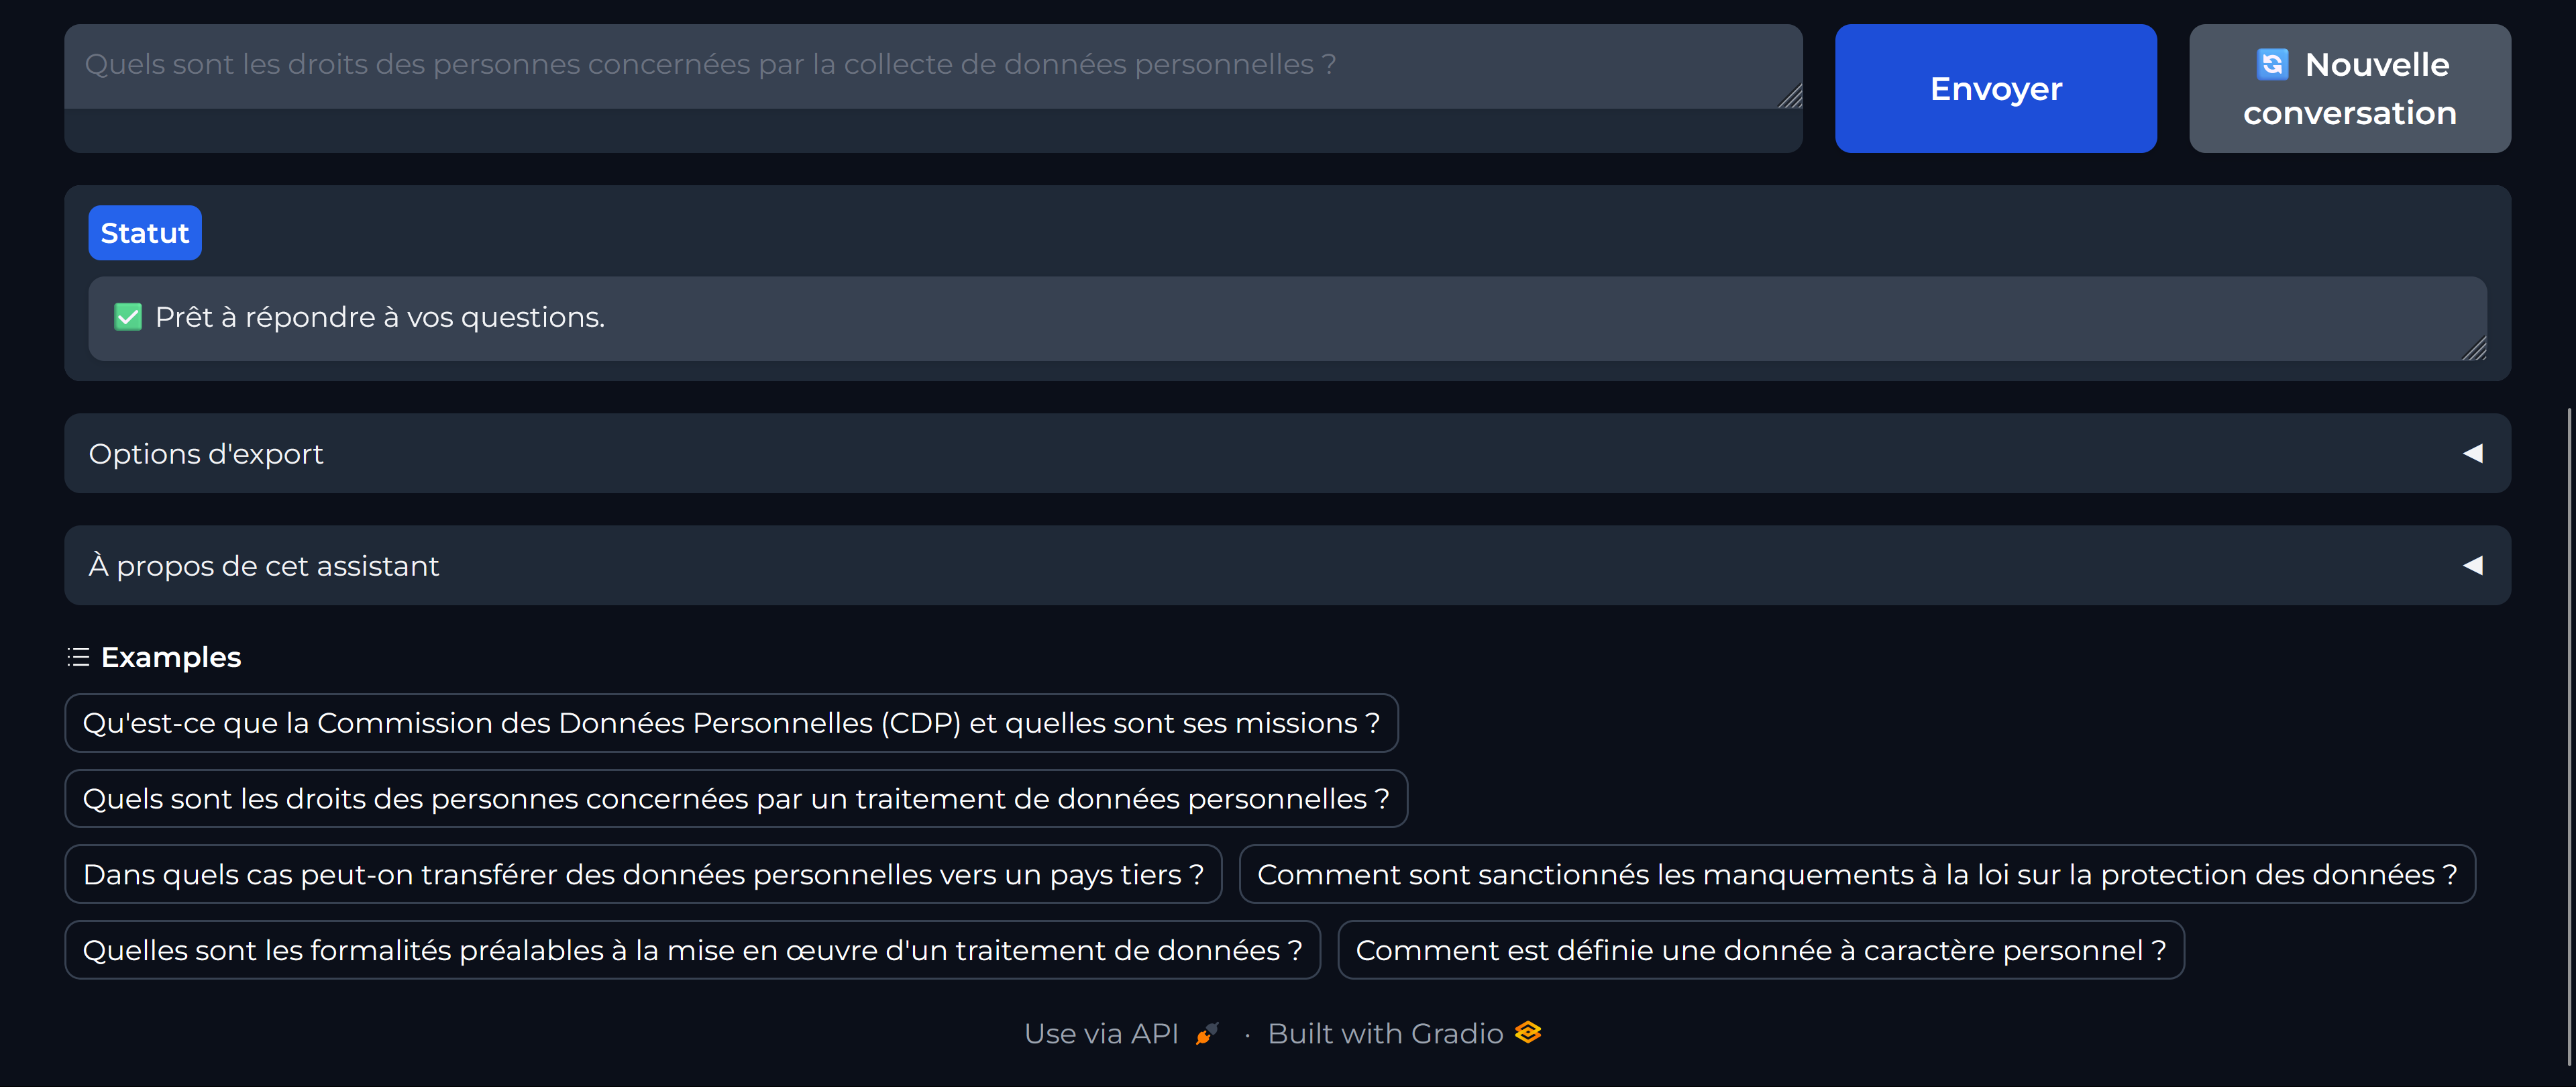 Quels sont les droits des personnes concernées par la collecte de données personnelles ?
Envoyer
Nouvelle
conversation
Statut
Prêt à répondre à vos questions.
Options d'export
À propos de cet assistant
Examples
Qu'est-ce que la Commission des Données Personnelles (CDP) et quelles sont ses missions ?
Quels sont les droits des personnes concernées par un traitement de données personnelles ?
Dans quels cas peut-on transférer des données personnelles vers un pays tiers ?
Comment sont sanctionnés les manquements à la loi sur la protection des données ?
Quelles sont les formalités préalables à la mise en œuvre d'un traitement de données ?
Comment est définie une donnée à caractère personnel ?
Use via API · Built with Gradio